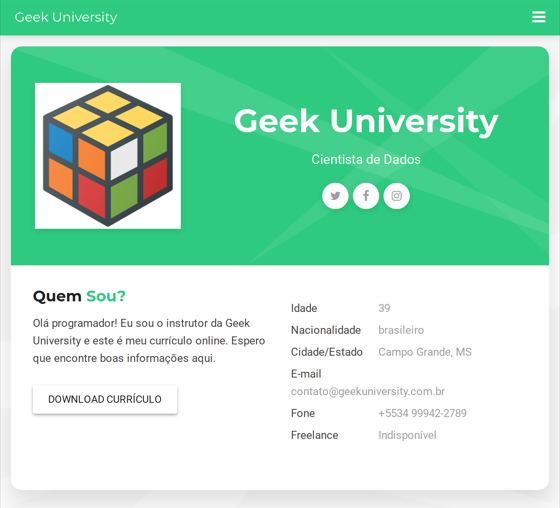 Geek University
Geek University
Cientista de Dados
Quem Sou?
Olá programador! Eu sou o instrutor da Geek
University e este é meu currículo online. Espero
que encontre boas informações aqui.
DOWNLOAD CURRÍCULO
Idade 39
Nacionalidade brasileiro
Cidade/Estado Campo Grande, MS
E-mail
contato@geekuniversity.com.br
Fone +5534 99942-2789
Freelance Indisponível